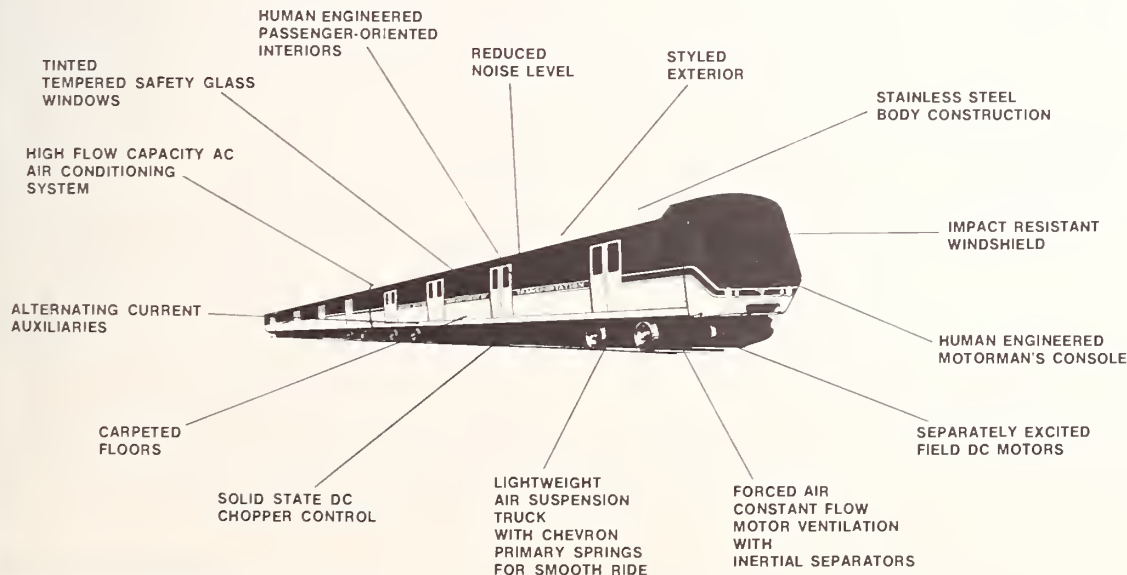 HUMAN ENGINEERED
PASSENGER-ORIENTED
INTERIORS
REDUCED
NOISE LEVEL
STYLED
EXTERIOR
TINTED
TEMPERED SAFETY GLASS
WINDOWS
STAINLESS STEEL
BODY CONSTRUCTION
HIGH FLOW CAPACITY AC
AIR CONDITIONING
SYSTEM
IMPACT RESISTANT
WINDSHIELD
ALTERNATING CURRENT
AUXILIARIES
TRANSPORTATION
HUMAN ENGINEERED
MOTORMAN'S CONSOLE
CARPETED
FLOORS
SEPARATELY EXCITED
FIELD DC MOTORS
SOLID STATE DC
CHOPPER CONTROL
LIGHTWEIGHT
AIR SUSPENSION
TRUCK
WITH CHEVRON
PRIMARY SPRINGS
FOR SMOOTH RIDE
FORCED AIR
CONSTANT FLOW
MOTOR VENTILATION
WITH
INERTIAL SEPARATORS